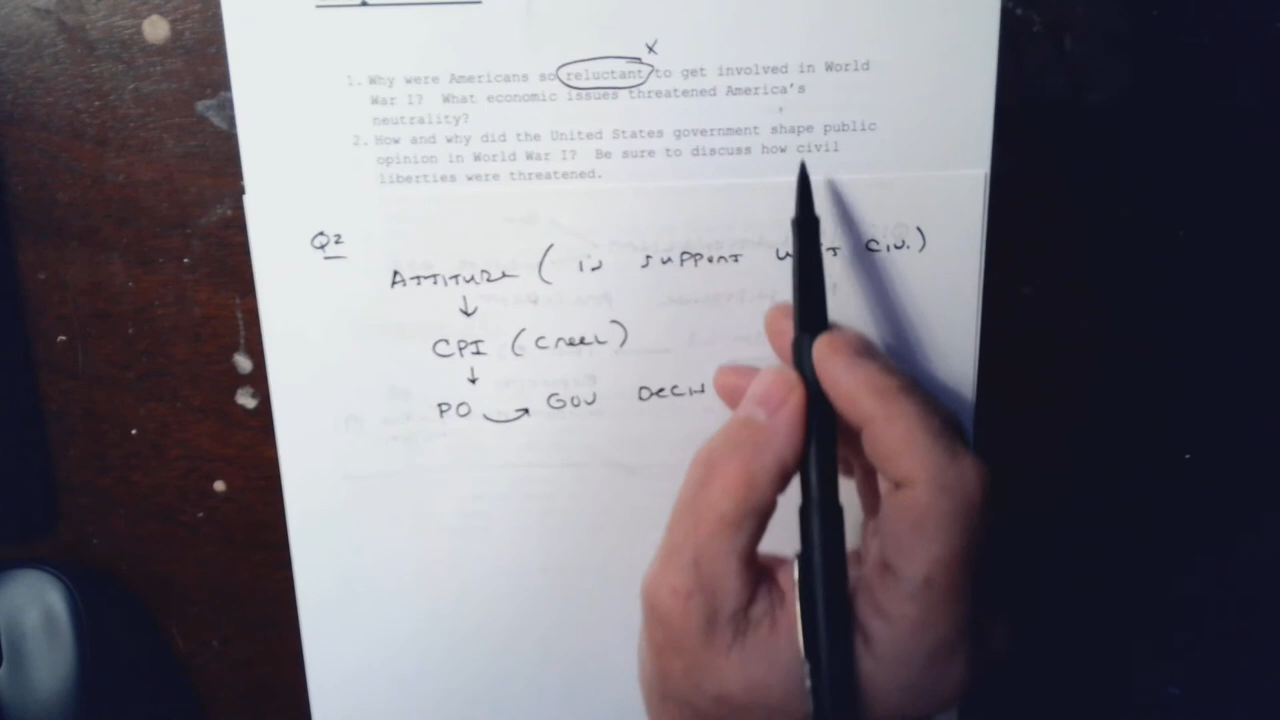 x
1. Why were Americans so reluctant to get involved in World
War I? What economic issues threatened America's
neutrality?
2. How and why did the United States government shape public
opinion in World War I? Be sure to discuss how civil
liberties were threatened.
Q2
ATTITUDE ( is support civ.)
↓
CPI (Creel)
↓
PO → GOV